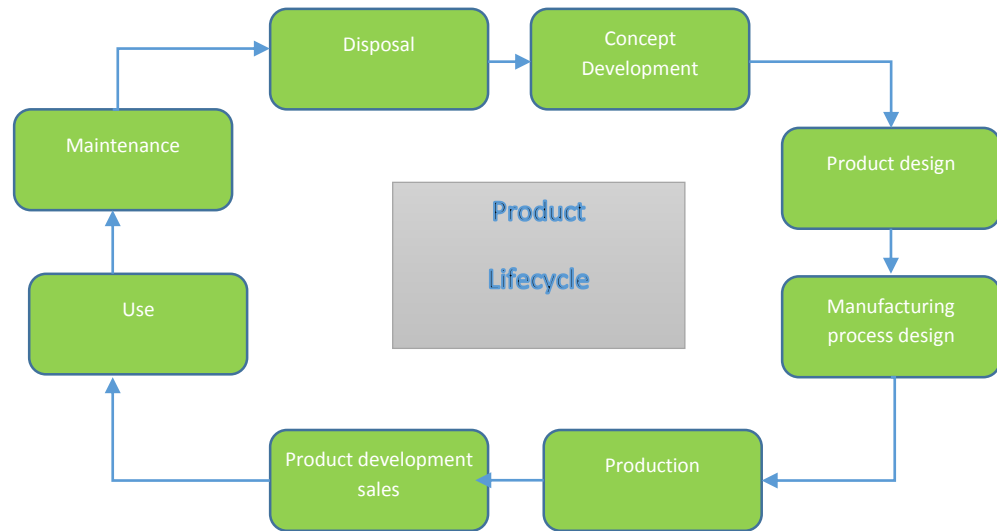 Disposal
Concept
Development
Maintenance
Product design
Product
Lifecycle
Use
Manufacturing
process design
Product development
sales
Production